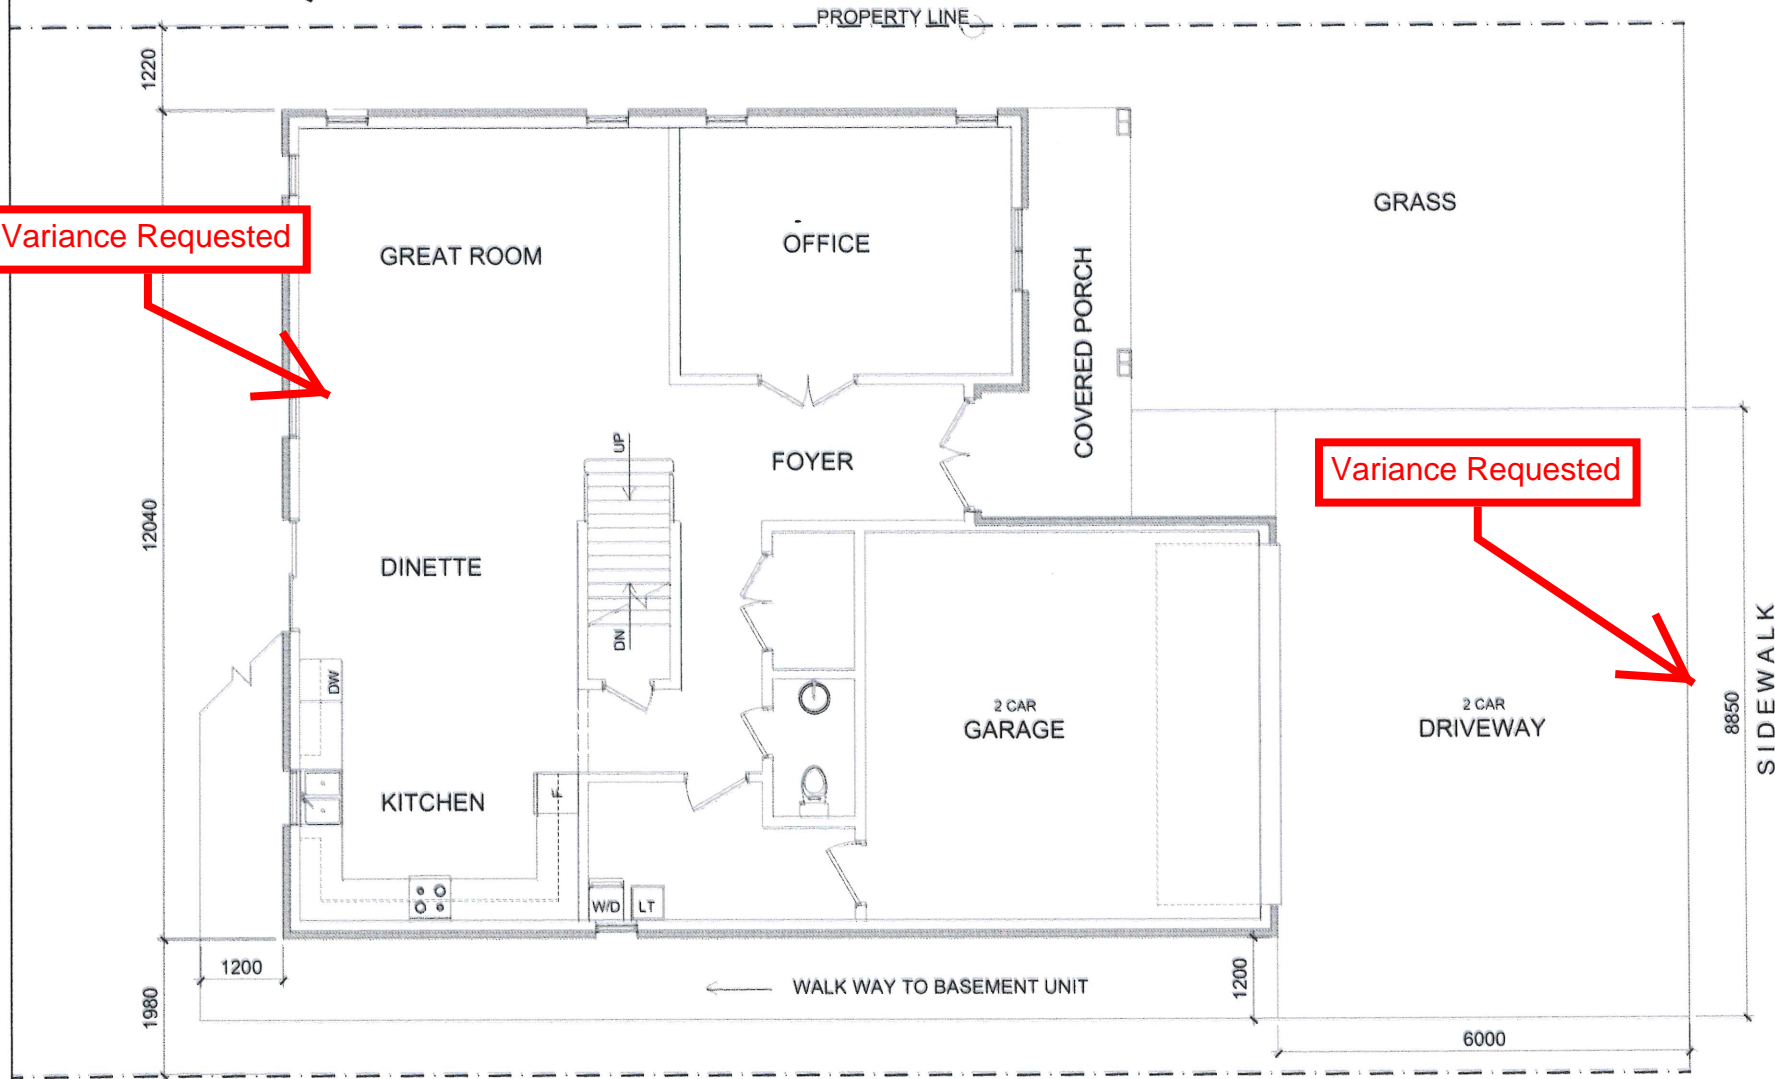 PROPERTY LINE
1220
GRASS
Variance Requested
GREAT ROOM
OFFICE
COVERED PORCH
UP
FOYER
Variance Requested
12040
DINETTE
DN
DW
2 CAR
GARAGE
2 CAR
DRIVEWAY
8850
SIDEWALK
KITCHEN
F
W/D
LT
1200
WALK WAY TO BASEMENT UNIT
1200
1980
6000